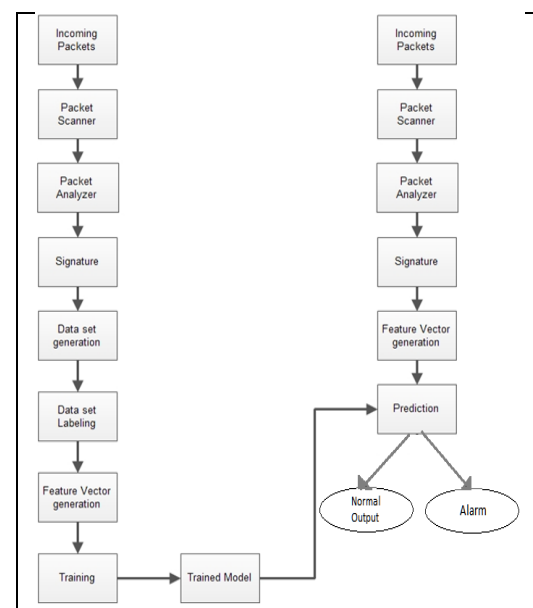 Incoming
Packets
Packet
Scanner
Packet
Analyzer
Signature
Data set
generation
Data set
Labeling
Feature Vector
generation
Training
Trained Model
Incoming
Packets
Packet
Scanner
Packet
Analyzer
Signature
Feature Vector
generation
Prediction
Normal
Output
Alarm